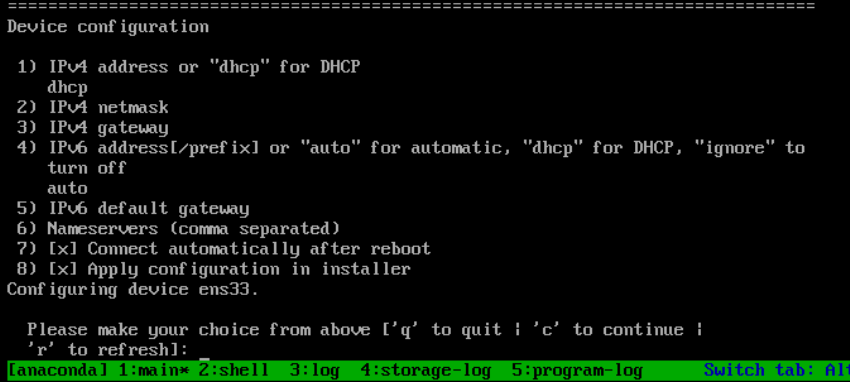 ================================================================================
Device configuration
1) IPv4 address or "dhcp" for DHCP
dhcp
2) IPv4 netmask
3) IPv4 gateway
4) IPv6 address[/prefix] or "auto" for automatic, "dhcp" for DHCP, "ignore" to
turn off
auto
5) IPv6 default gateway
6) Nameservers (comma separated)
7) [x] Connect automatically after reboot
8) [x] Apply configuration in installer
Configuring device ens33.
Please make your choice from above ['q' to quit | 'c' to continue |
'r' to refresh]: _
[anaconda] 1:main* 2:shell  3:log  4:storage-log  5:program-log Switch tab: Al